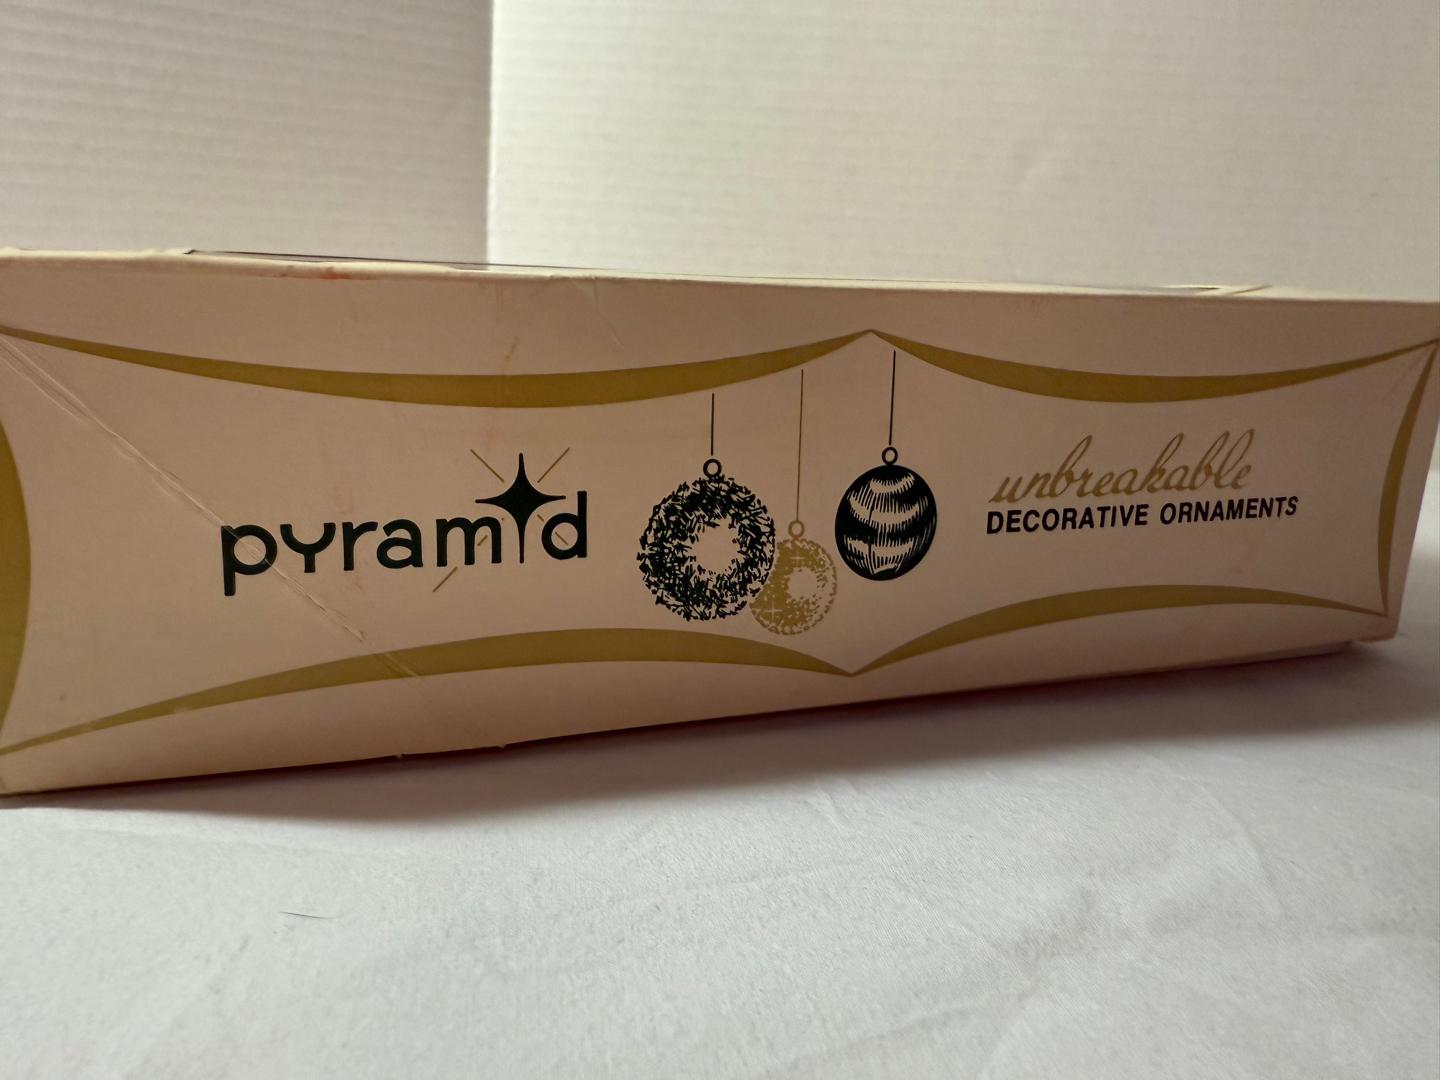 pyramid
unbreakable
DECORATIVE ORNAMENTS